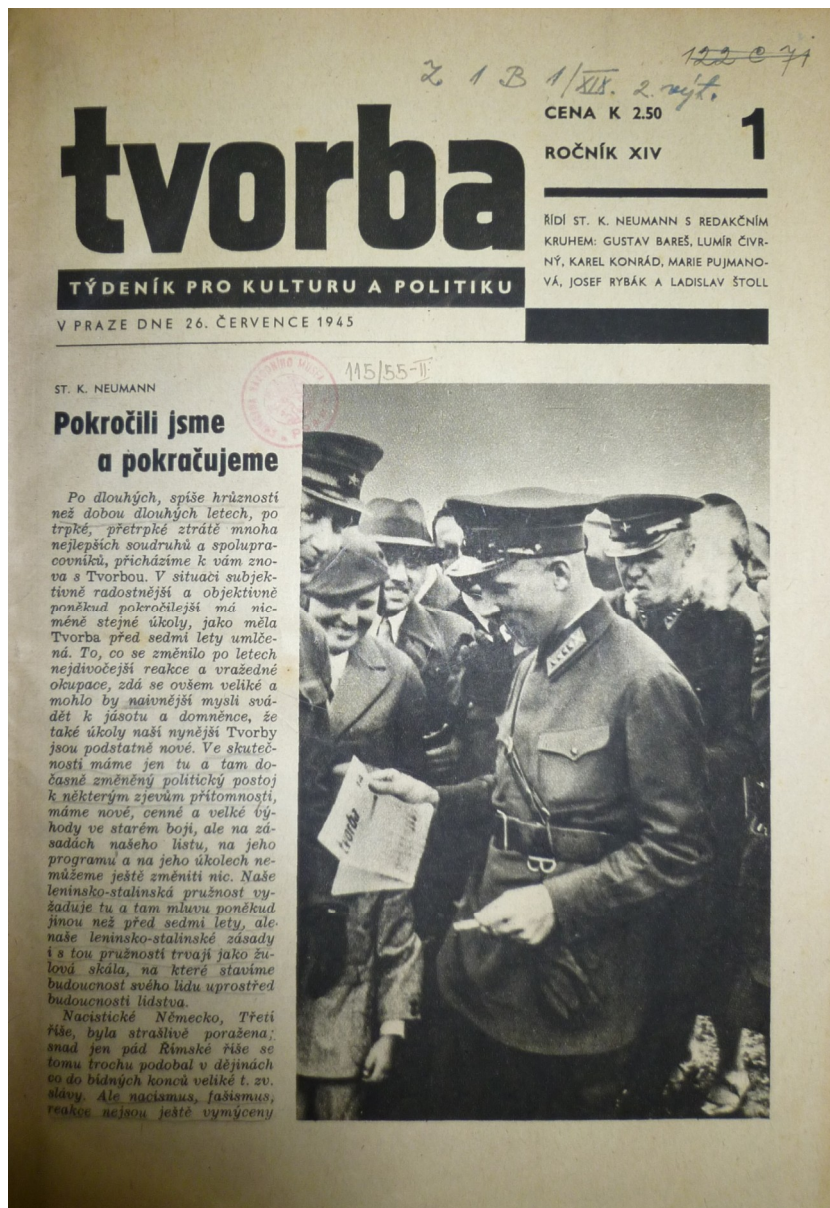 122 C 71
Z 1 B 1/XIX. 2. výt.
tvorba
CENA K 2.50
ROČNÍK XIV
1
ŘÍDÍ ST. K. NEUMANN S REDAKČNÍM
KRUHEM: GUSTAV BAREŠ, LUMÍR ČIVR-
NÝ, KAREL KONRÁD, MARIE PUJMANO-
VÁ, JOSEF RYBÁK A LADISLAV ŠTOLL
TÝDENÍK PRO KULTURU A POLITIKU
V PRAZE DNE 26. ČERVENCE 1945
115/55-II
ST. K. NEUMANN
Pokročili jsme
a pokračujeme
Po dlouhých, spíše hrůzností
než dobou dlouhých letech, po
trpké, přetrpké ztrátě mnoha
nejlepších soudruhů a spolupra-
covníků, přicházíme k vám zno-
va s Tvorbou. V situaci subjek-
tivně radostnější a objektivně
poněkud pokročilejší má nic-
méně stejné úkoly, jako měla
Tvorba před sedmi lety umlče-
ná. To, co se změnilo po letech
nejdivočejší reakce a vražedné
okupace, zdá se ovšem veliké a
mohlo by naivnější mysli svá-
dět k jásotu a domněnce, že
také úkoly naší nynější Tvorby
jsou podstatně nové. Ve skuteč-
nosti máme jen tu a tam do-
časně změněný politický postoj
k některým zjevům přítomnosti,
máme nové, cenné a velké vý-
hody ve starém boji, ale na zá-
sadách našeho listu, na jeho
programu a na jeho úkolech ne-
můžeme ještě změniti nic. Naše
leninsko-stalinská pružnost vy-
žaduje tu a tam mluvu poněkud
jinou než před sedmi lety, ale
naše leninsko-stalinské zásady
i s tou pružností trvají jako žu-
lová skála, na které stavíme
budoucnost svého lidu uprostřed
budoucnosti lidstva.
Nacistické Německo, Třetí
říše, byla strašlivě poražena;
snad jen pád Římské říše se
tomu trochu podobal v dějinách
co do bídných konců veliké t. zv.
slávy. Ale nacismus, fašismus,
reakce nejsou ještě vymýceny
tvorba